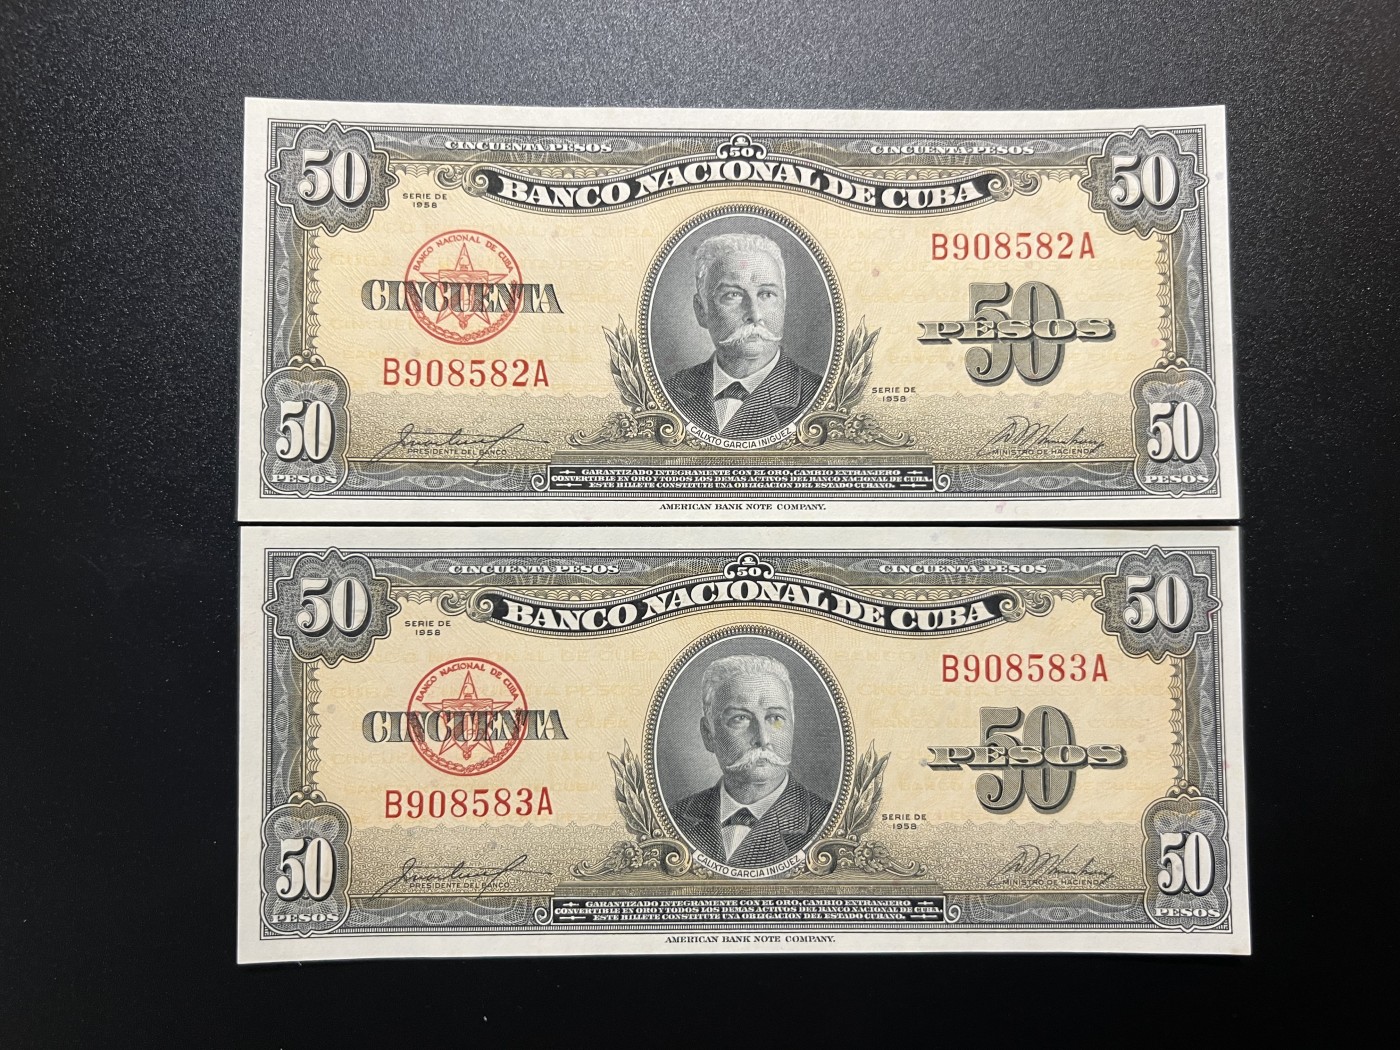 CINCUENTA PESOS 50 CINCUENTA PESOS
50 BANCO NACIONAL DE CUBA 50
SERIE DE
1958
B908582A
BANCO NACIONAL DE CUBA
CINCUENTA
50
PESOS
B908582A
SERIE DE
1958
50
PESOS
CALIXTO GARCIA IÑIGUEZ
50
PESOS
PRESIDENTE DEL BANCO
MINISTRO DE HACIENDA
GARANTIZADO INTEGRAMENTE CON EL ORO, CAMBIO EXTRANJERO
CONVERTIBLE EN ORO Y TODOS LOS DEMAS ACTIVOS DEL BANCO NACIONAL DE CUBA.
ESTE BILLETE CONSTITUYE UNA OBLIGACION DEL ESTADO CUBANO.
AMERICAN BANK NOTE COMPANY.
CINCUENTA PESOS 50 CINCUENTA PESOS
50 BANCO NACIONAL DE CUBA 50
SERIE DE
1958
B908583A
BANCO NACIONAL DE CUBA
CINCUENTA
50
PESOS
B908583A
SERIE DE
1958
50
PESOS
CALIXTO GARCIA IÑIGUEZ
50
PESOS
PRESIDENTE DEL BANCO
MINISTRO DE HACIENDA
GARANTIZADO INTEGRAMENTE CON EL ORO, CAMBIO EXTRANJERO
CONVERTIBLE EN ORO Y TODOS LOS DEMAS ACTIVOS DEL BANCO NACIONAL DE CUBA.
ESTE BILLETE CONSTITUYE UNA OBLIGACION DEL ESTADO CUBANO.
AMERICAN BANK NOTE COMPANY.